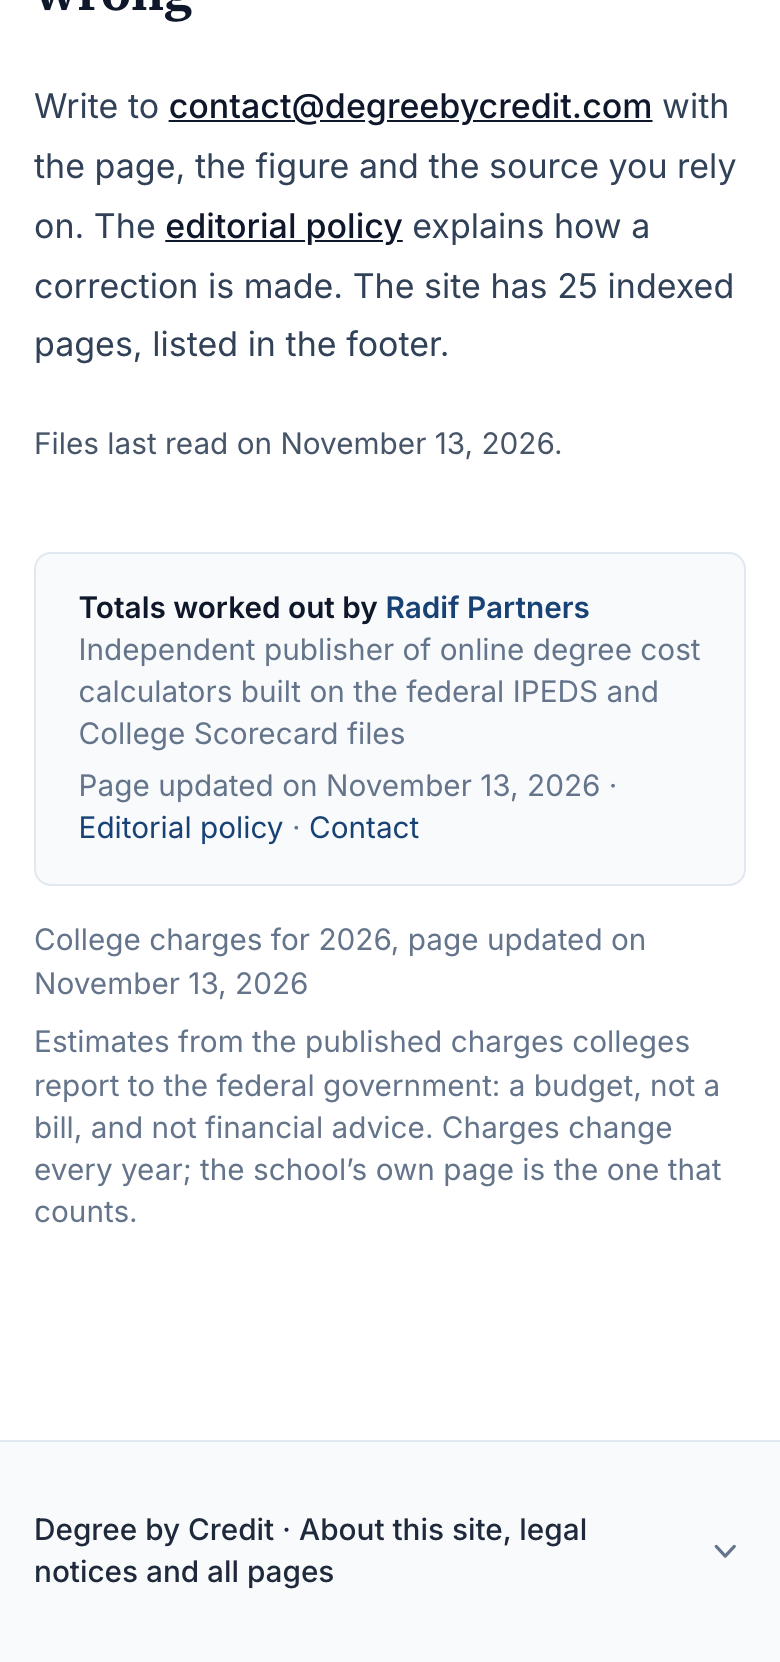 wrong
Write to contact@degreebycredit.com with
the page, the figure and the source you rely
on. The editorial policy explains how a
correction is made. The site has 25 indexed
pages, listed in the footer.
Files last read on November 13, 2026.
Totals worked out by Radif Partners
Independent publisher of online degree cost
calculators built on the federal IPEDS and
College Scorecard files
Page updated on November 13, 2026 ·
Editorial policy · Contact
College charges for 2026, page updated on
November 13, 2026
Estimates from the published charges colleges
report to the federal government: a budget, not a
bill, and not financial advice. Charges change
every year; the school’s own page is the one that
counts.
Degree by Credit · About this site, legal
notices and all pages